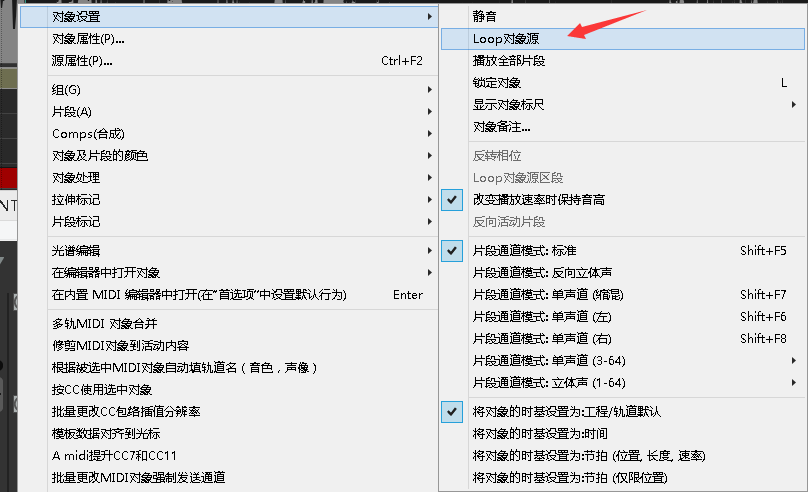 对象设置
对象属性(P)...
源属性(P)... Ctrl+F2
组(G)
片段(A)
Comps(合成)
对象及片段的颜色
对象处理
拉伸标记
片段标记
光谱编辑
在编辑器中打开对象
在内置 MIDI 编辑器中打开(在"首选项"中设置默认行为) Enter
多轨MIDI 对象合并
修剪MIDI对象到活动内容
根据被选中MIDI对象自动填轨道名（音色，声像）
按CC使用选中对象
批量更改CC包络插值分辨率
模板数据对齐到光标
A midi提升CC7和CC11
批量更改MIDI对象强制发送通道
静音
Loop对象源
播放全部片段
锁定对象 L
显示对象标尺
对象备注...
反转相位
Loop对象源区段
改变播放速率时保持音高
反向活动片段
片段通道模式: 标准 Shift+F5
片段通道模式: 反向立体声
片段通道模式: 单声道 (缩混) Shift+F7
片段通道模式: 单声道 (左) Shift+F6
片段通道模式: 单声道 (右) Shift+F8
片段通道模式: 单声道 (3-64)
片段通道模式: 立体声 (1-64)
将对象的时基设置为:工程/轨道默认
将对象的时基设置为:时间
将对象的时基设置为:节拍 (位置, 长度, 速率)
将对象的时基设置为:节拍 (仅限位置)
NT